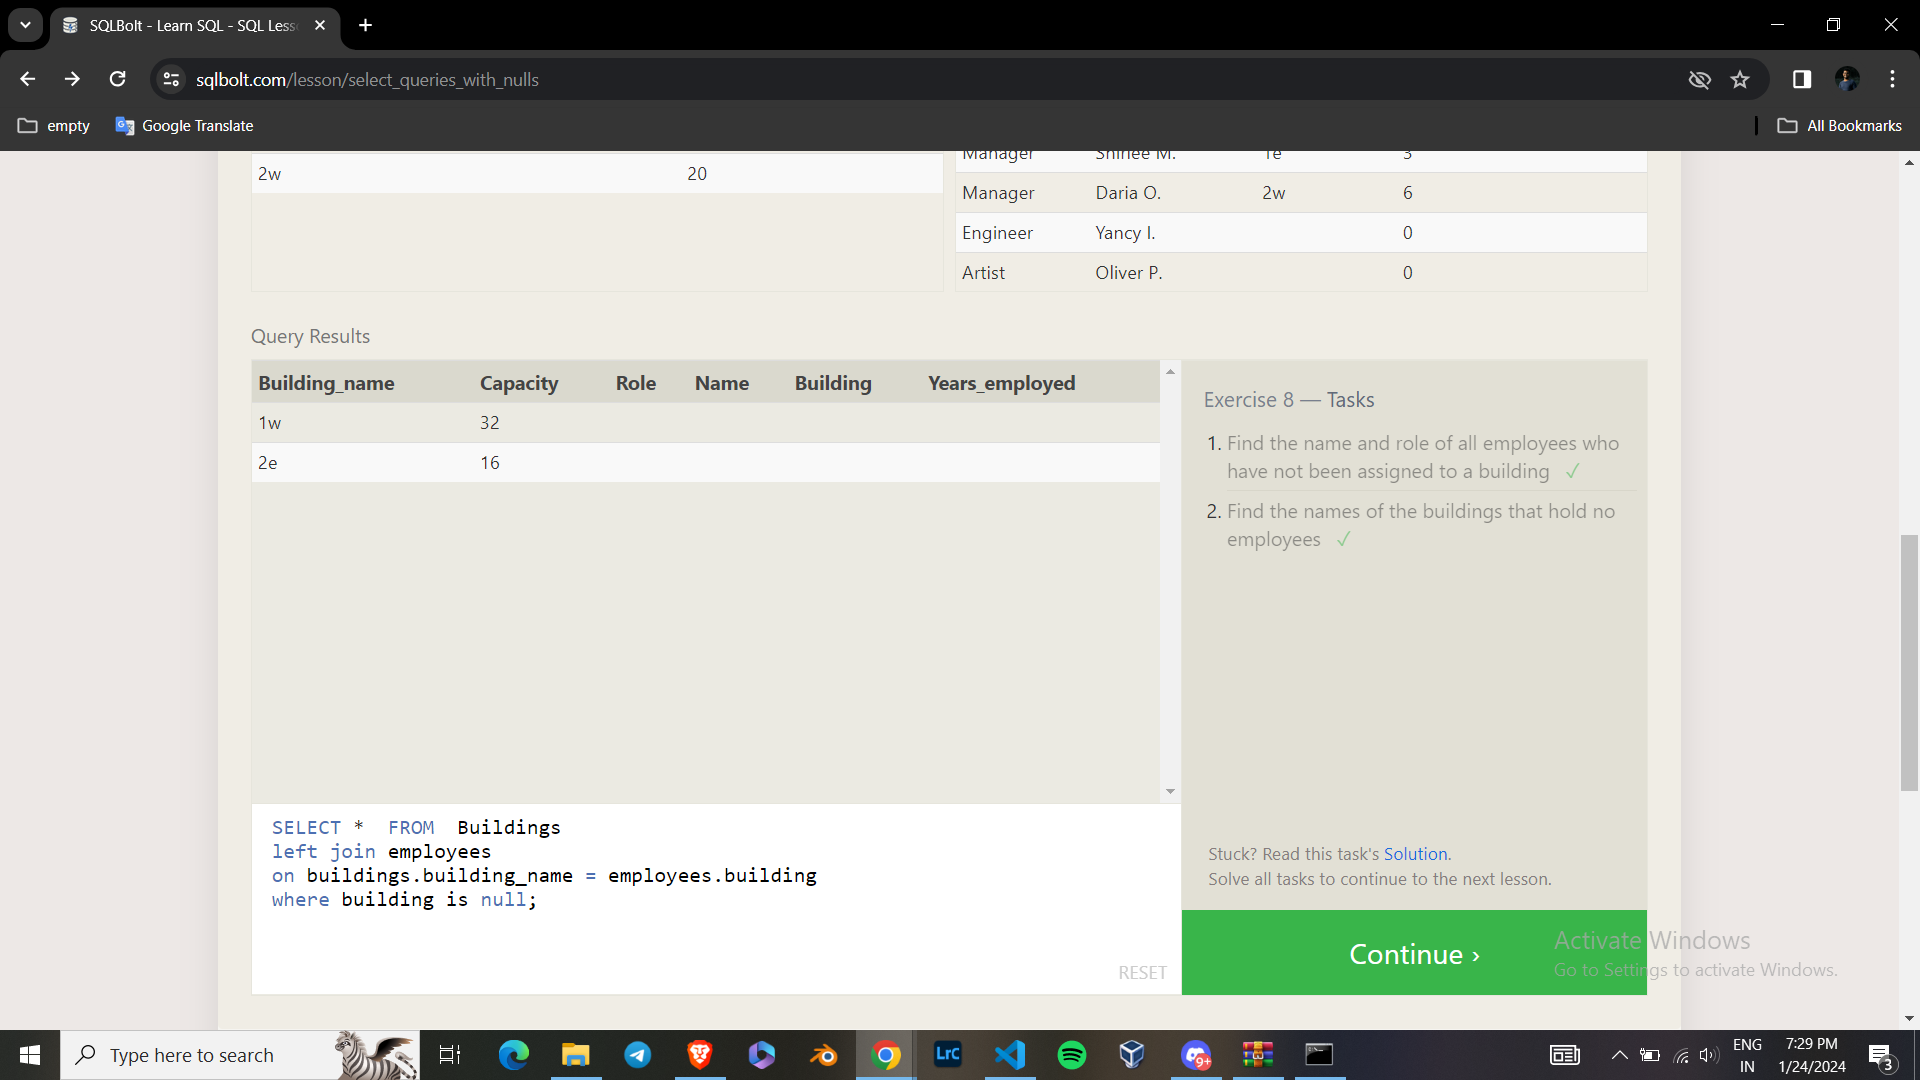 SQLBolt - Learn SQL - SQL Less
sqlbolt.com/lesson/select_queries_with_nulls
empty
Google Translate
All Bookmarks
2w 20
Manager Shirlee M. 1e 3
Manager Daria O. 2w 6
Engineer Yancy I. 0
Artist Oliver P. 0
Query Results
Building_name Capacity Role Name Building Years_employed
1w 32
2e 16
Exercise 8 — Tasks
1. Find the name and role of all employees who
have not been assigned to a building ✓
2. Find the names of the buildings that hold no
employees ✓
SELECT * FROM Buildings
left join employees
on buildings.building_name = employees.building
where building is null;
RESET
Stuck? Read this task's Solution.
Solve all tasks to continue to the next lesson.
Continue ›
Activate Windows
Go to Settings to activate Windows.
Type here to search
Lrc
9+
ENG
IN
7:29 PM
1/24/2024
3